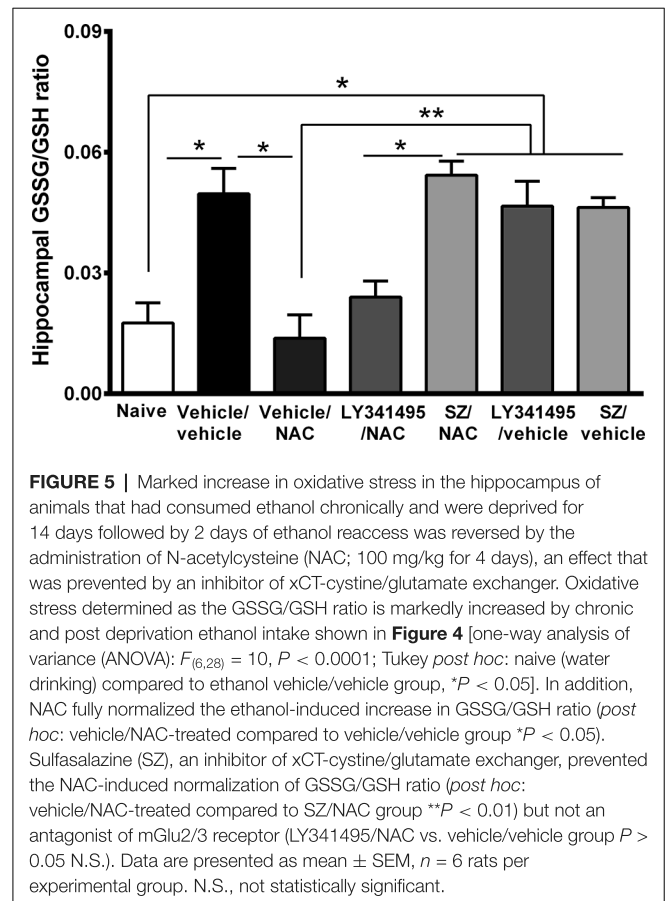 0.09
0.06
0.03
0.00
Hippocampal GSSG/GSH ratio
*
**
*
*
*
Naive Vehicle/ Vehicle/ LY341495 SZ/ LY341495 SZ/
vehicle NAC /NAC NAC /vehicle vehicle
FIGURE 5 | Marked increase in oxidative stress in the hippocampus of
animals that had consumed ethanol chronically and were deprived for
14 days followed by 2 days of ethanol reaccess was reversed by the
administration of N-acetylcysteine (NAC; 100 mg/kg for 4 days), an effect that
was prevented by an inhibitor of xCT-cystine/glutamate exchanger. Oxidative
stress determined as the GSSG/GSH ratio is markedly increased by chronic
and post deprivation ethanol intake shown in Figure 4 [one-way analysis of
variance (ANOVA): F(6,28) = 10, P < 0.0001; Tukey post hoc: naive (water
drinking) compared to ethanol vehicle/vehicle group, *P < 0.05]. In addition,
NAC fully normalized the ethanol-induced increase in GSSG/GSH ratio (post
hoc: vehicle/NAC-treated compared to vehicle/vehicle group *P < 0.05).
Sulfasalazine (SZ), an inhibitor of xCT-cystine/glutamate exchanger, prevented
the NAC-induced normalization of GSSG/GSH ratio (post hoc:
vehicle/NAC-treated compared to SZ/NAC group **P < 0.01) but not an
antagonist of mGlu2/3 receptor (LY341495/NAC vs. vehicle/vehicle group P >
0.05 N.S.). Data are presented as mean ± SEM, n = 6 rats per
experimental group. N.S., not statistically significant.